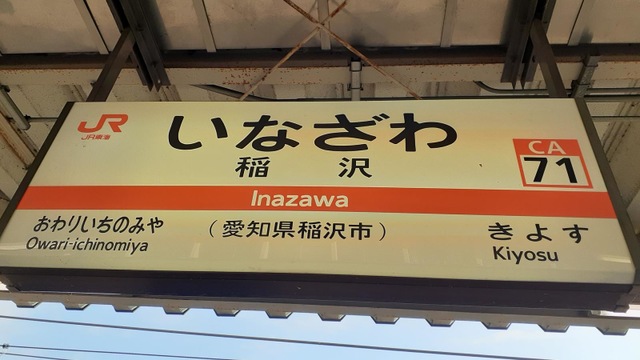 JR
JR東海
いなざわ
稲沢
CA
71
Inazawa
おわりいちのみや
Owari-ichinomiya
（愛知県稲沢市）
きよす
Kiyosu